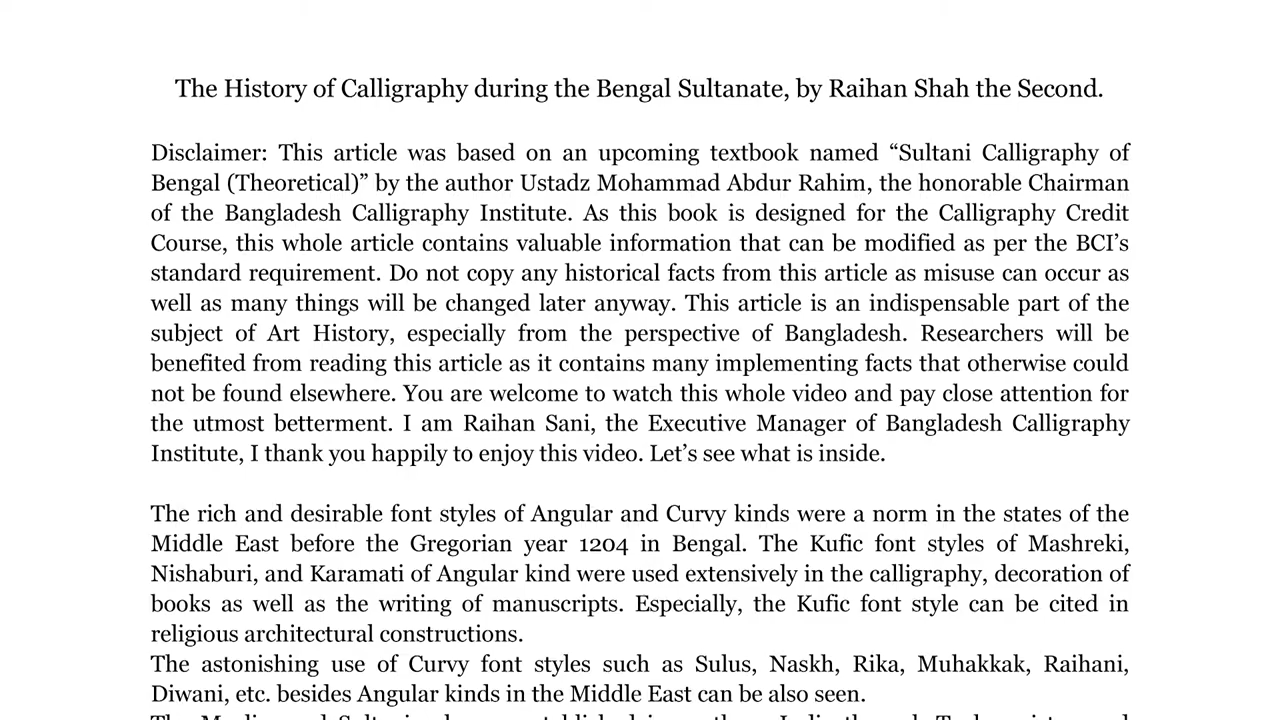 The History of Calligraphy during the Bengal Sultanate, by Raihan Shah the Second.
Disclaimer: This article was based on an upcoming textbook named “Sultani Calligraphy of
Bengal (Theoretical)” by the author Ustadz Mohammad Abdur Rahim, the honorable Chairman
of the Bangladesh Calligraphy Institute. As this book is designed for the Calligraphy Credit
Course, this whole article contains valuable information that can be modified as per the BCI’s
standard requirement. Do not copy any historical facts from this article as misuse can occur as
well as many things will be changed later anyway. This article is an indispensable part of the
subject of Art History, especially from the perspective of Bangladesh. Researchers will be
benefited from reading this article as it contains many implementing facts that otherwise could
not be found elsewhere. You are welcome to watch this whole video and pay close attention for
the utmost betterment. I am Raihan Sani, the Executive Manager of Bangladesh Calligraphy
Institute, I thank you happily to enjoy this video. Let’s see what is inside.
The rich and desirable font styles of Angular and Curvy kinds were a norm in the states of the
Middle East before the Gregorian year 1204 in Bengal. The Kufic font styles of Mashreki,
Nishaburi, and Karamati of Angular kind were used extensively in the calligraphy, decoration of
books as well as the writing of manuscripts. Especially, the Kufic font style can be cited in
religious architectural constructions.
The astonishing use of Curvy font styles such as Sulus, Naskh, Rika, Muhakkak, Raihani,
Diwani, etc. besides Angular kinds in the Middle East can be also seen.